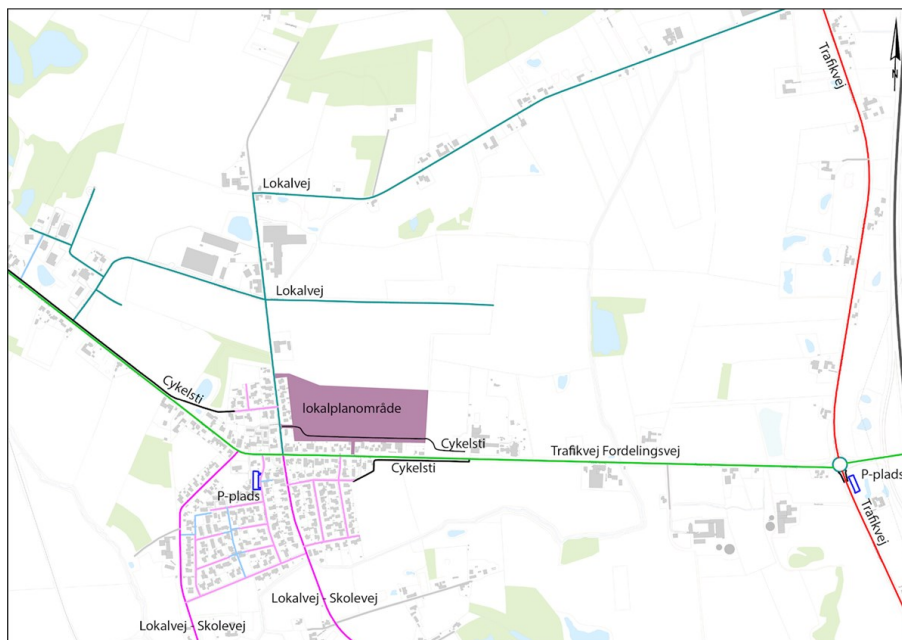 Trafikvej
N
Lokalvej
Lokalvej
Cykelsti
lokalplanområde
Cykelsti
Trafikvej Fordelingsvej
Cykelsti
P-plads
P-plads
Trafikvej
Lokalvej - Skolevej
Lokalvej - Skolevej